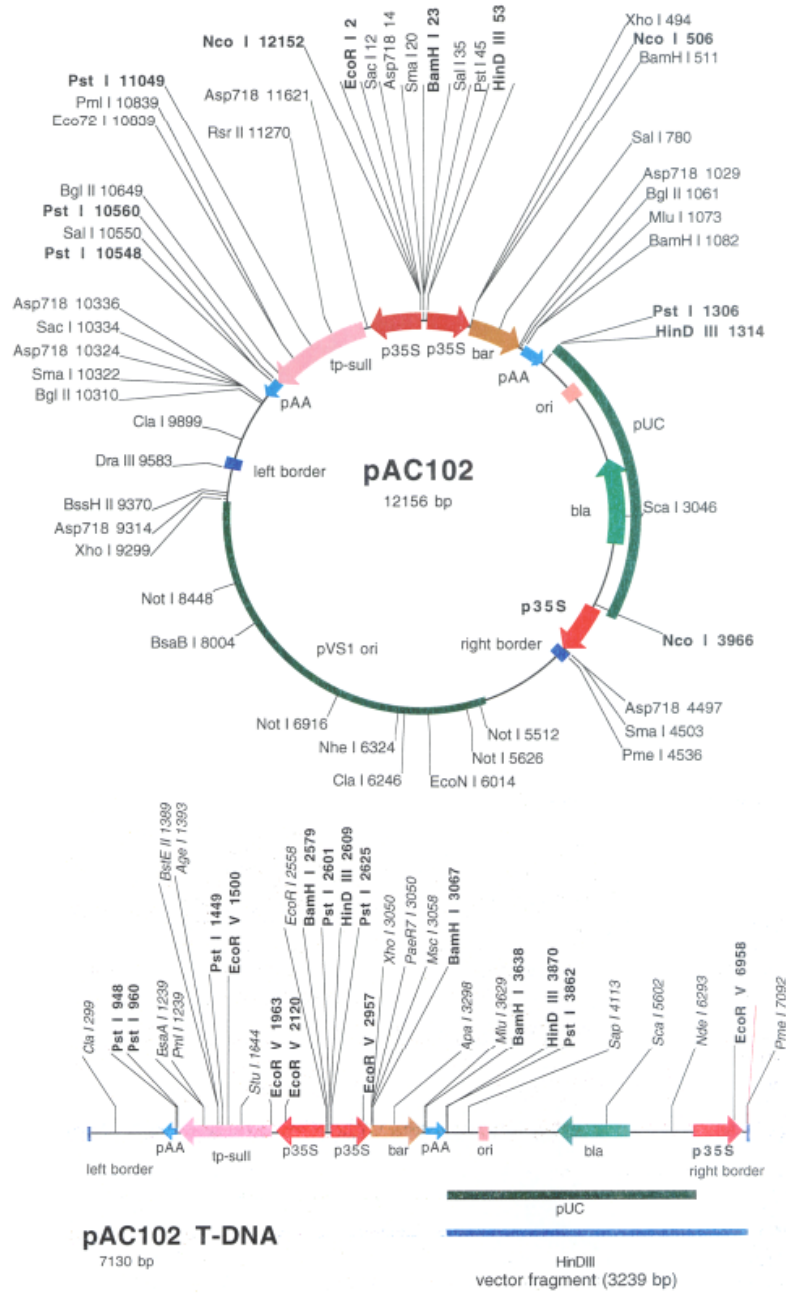 Nco I 12152
EcoR I 2
Sac I 12
Asp718 14
Sma I 20
BamH I 23
Sal I 35
Pst I 45
HinD III 53
Xho I 494
Nco I 506
BamH I 511
Pst I 11049
Pml I 10839
Eco72 I 10839
Asp718 11621
Rsr II 11270
Sal I 780
Asp718 1029
Bgl II 1061
Mlu I 1073
BamH I 1082
Bgl II 10649
Pst I 10560
Sal I 10550
Pst I 10548
Pst I 1306
HinD III 1314
Asp718 10336
Sac I 10334
Asp718 10324
Sma I 10322
Bgl II 10310
tp-sulI
p35S
p35S
bar
pAA
pAA
ori
pUC
Cla I 9899
Dra III 9583
left border
pAC102
12156 bp
BssH II 9370
Asp718 9314
Xho I 9299
bla
Sca I 3046
Not I 8448
BsaB I 8004
p35S
right border
Nco I 3966
pVS1 ori
Asp718 4497
Sma I 4503
Pme I 4536
Not I 6916
Nhe I 6324
Cla I 6246
EcoN I 6014
Not I 5626
Not I 5512
Cla I 299
Pst I 948
Pst I 960
EsaA I 1239
Pml I 1239
BstE II 1389
Age I 1393
Pst I 1449
EcoR V 1500
Stu I 1644
EcoR V 1963
EcoR V 2120
EcoR I 2558
BamH I 2579
Pst I 2601
HinD III 2609
Pst I 2625
EcoR V 2957
Xho I 3050
PaeR7 I 3050
Msc I 3058
BamH I 3067
Apa I 3298
Mlu I 3629
BamH I 3638
HinD III 3870
Pst I 3862
Sap I 4113
Sca I 5602
Nde I 6293
EcoR V 6958
Pme I 7092
left border
pAA
tp-sulI
p35S
p35S
bar
pAA
ori
bla
p35S
right border
pUC
pAC102 T-DNA
7130 bp
HinDIII
vector fragment (3239 bp)